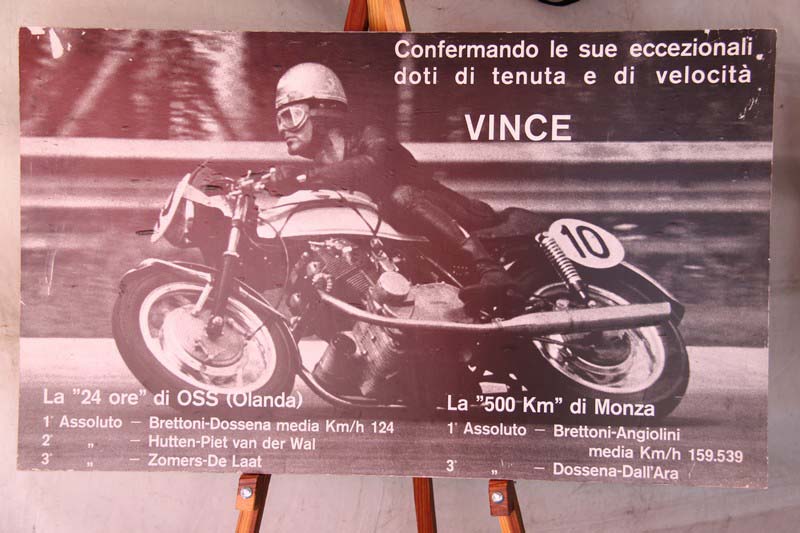 Confermando le sue eccezionali
doti di tenuta e di velocità
VINCE
10
La "24 ore" di OSS (Olanda)
1° Assoluto – Brettoni-Dossena media Km/h 124
2° „ – Hutten-Piet van der Wal
3° „ – Zomers-De Laat
La "500 Km" di Monza
1° Assoluto – Brettoni-Angiolini
media Km/h 159.539
3° „ – Dossena-Dall'Ara